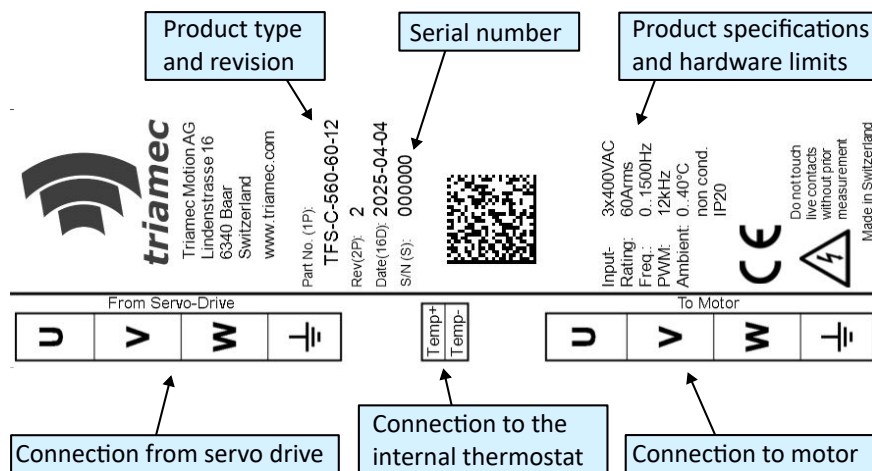 Product type
and revision
Serial number
Product specifications
and hardware limits
triamec
Triamec Motion AG
Lindenstrasse 16
6340 Baar
Switzerland
www.triamec.com
Part No. (1P):
TFS-C-560-60-12
Rev(2P): 2
Date(16D): 2025-04-04
S/N (S): 000000
Input- 3x400VAC
Rating: 60Arms
Freq.: 0..1500Hz
PWM: 12kHz
Ambient: 0..40°C
non cond.
IP20
CE
Do not touch
live contacts
without prior
measurement
Made in Switzerland
From Servo-Drive
U V W
Temp+
Temp-
To Motor
U V W
Connection from servo drive
Connection to the
internal thermostat
Connection to motor